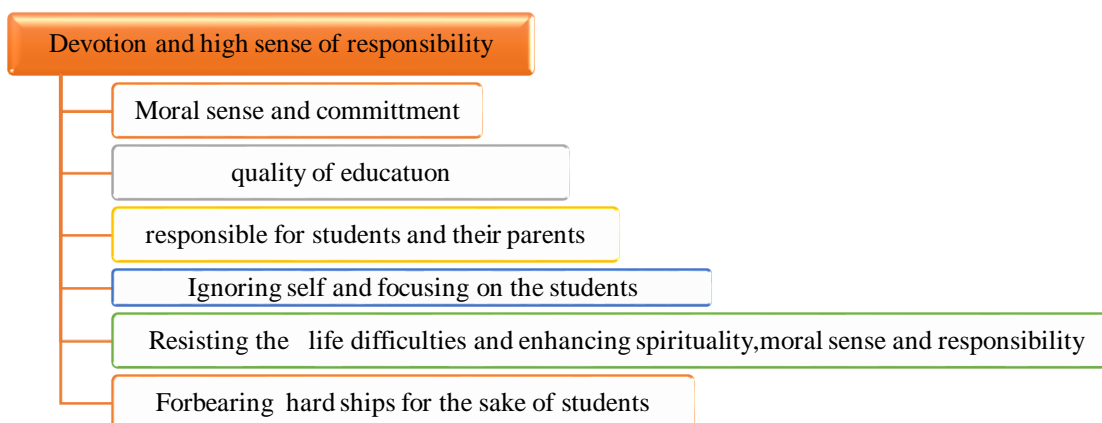 Devotion and high sense of responsibility
Moral sense and committment
quality of educatuon
responsible for students and their parents
Ignoring self and focusing on the students
Resisting the life difficulties and enhancing spirituality,moral sense and responsibility
Forbearing hard ships for the sake of students